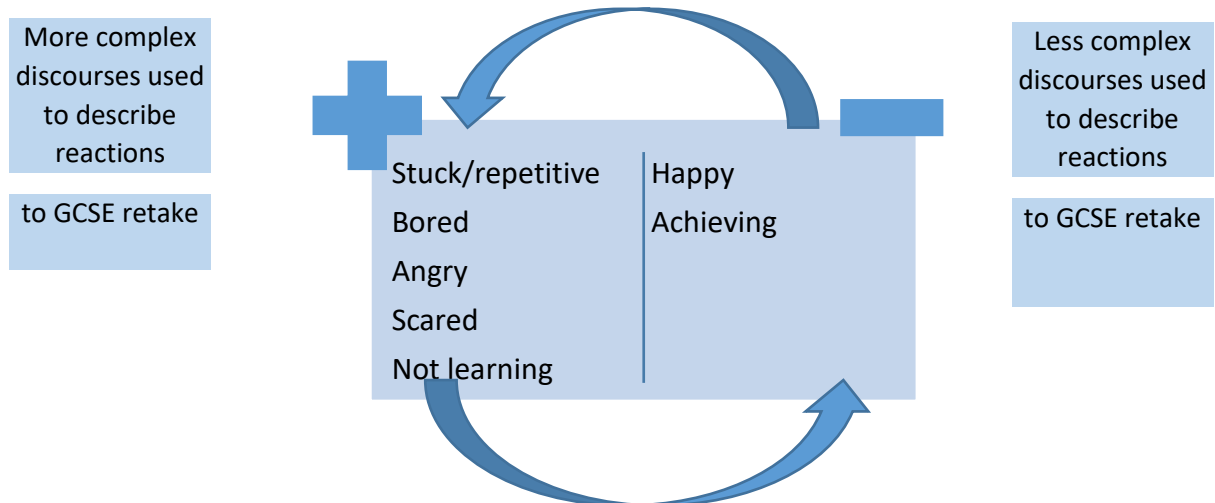 More complex
discourses used
to describe
reactions
to GCSE retake
Stuck/repetitive
Bored
Angry
Scared
Not learning
Happy
Achieving
Less complex
discourses used
to describe
reactions
to GCSE retake